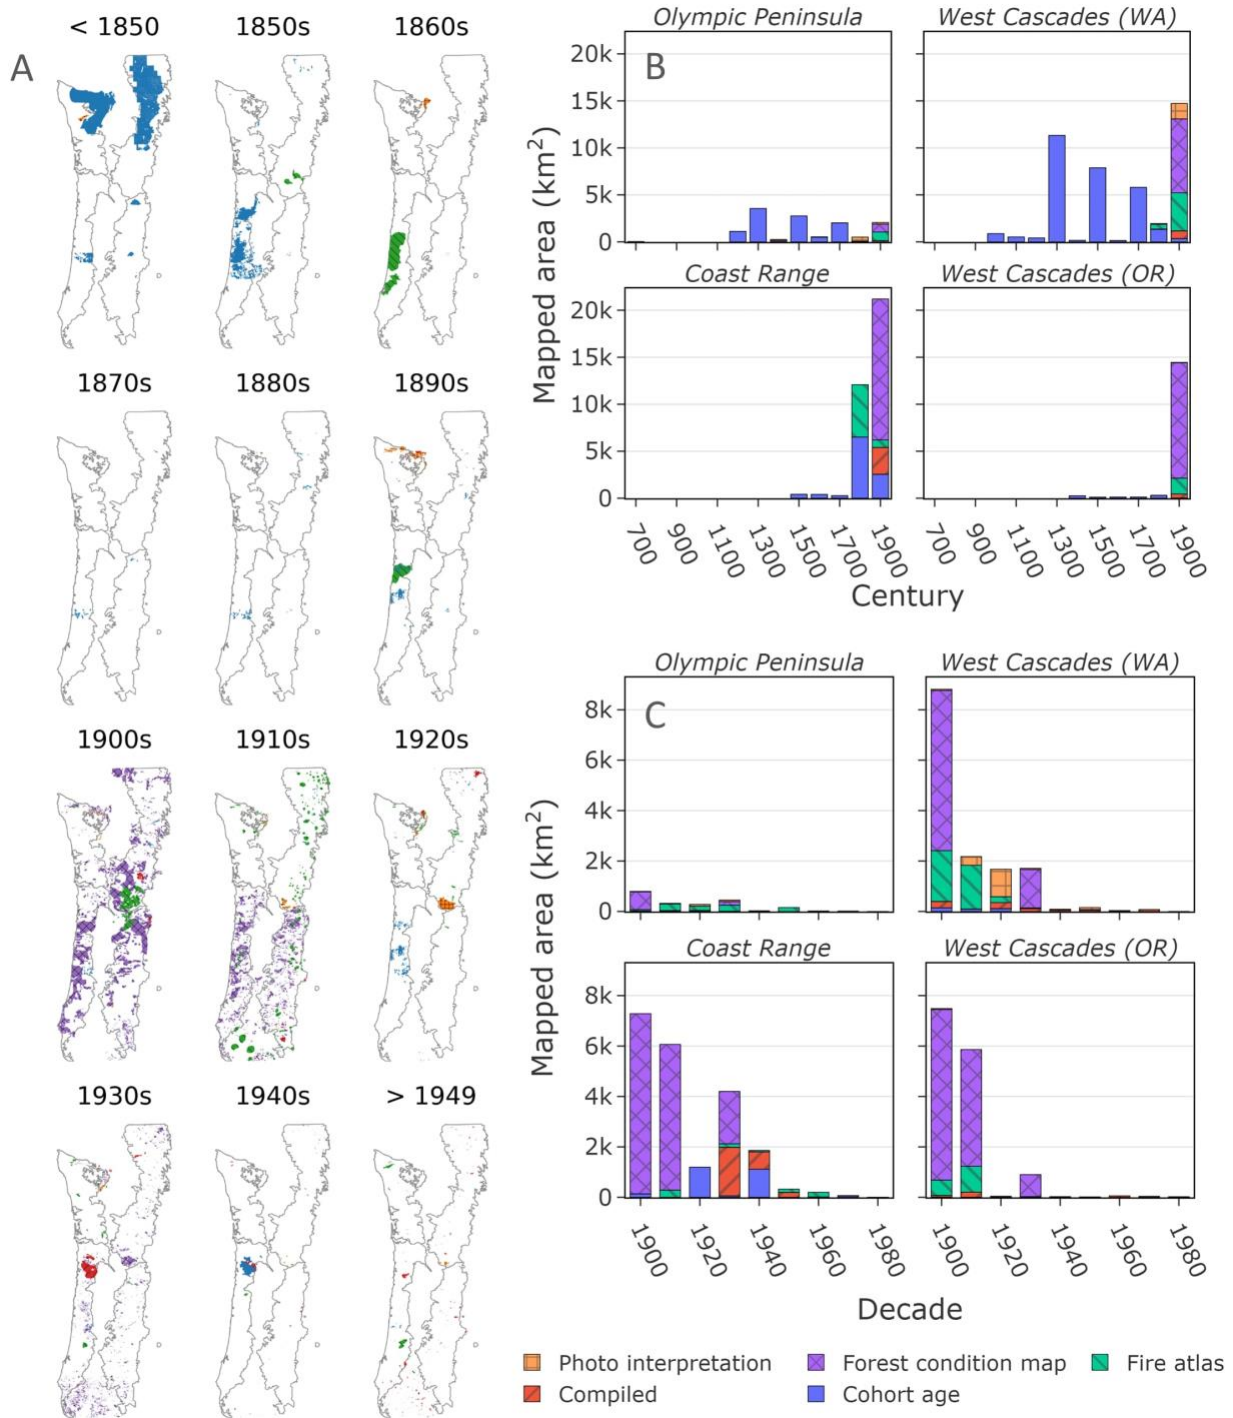 A
< 1850
1850s
1860s
1870s
1880s
1890s
1900s
1910s
1920s
1930s
1940s
> 1949
B
Olympic Peninsula
West Cascades (WA)
20k
15k
10k
5k
0
Coast Range
West Cascades (OR)
20k
15k
10k
5k
0
Mapped area (km²)
700
900
1100
1300
1500
1700
1900
700
900
1100
1300
1500
1700
1900
Century
C
Olympic Peninsula
West Cascades (WA)
8k
6k
4k
2k
0
Coast Range
West Cascades (OR)
8k
6k
4k
2k
0
Mapped area (km²)
1900
1920
1940
1960
1980
1900
1920
1940
1960
1980
Decade
Photo interpretation
Forest condition map
Fire atlas
Compiled
Cohort age